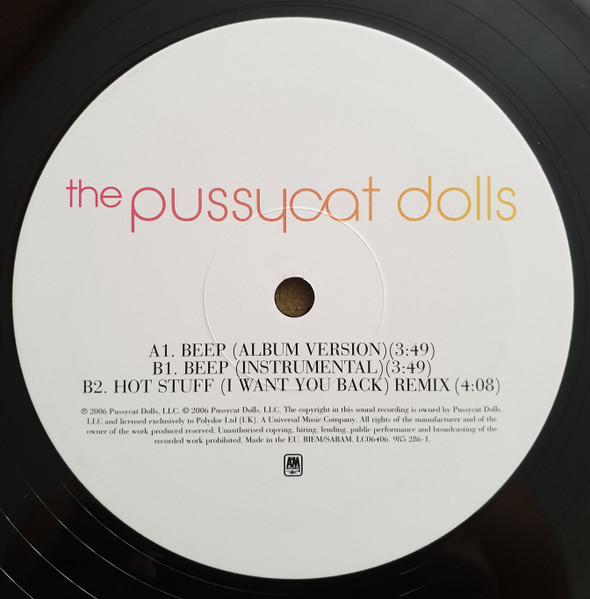 the pussycat dolls
A1. BEEP (ALBUM VERSION)(3:49)
B1. BEEP (INSTRUMENTAL)(3:49)
B2. HOT STUFF (I WANT YOU BACK) REMIX (4:08)
℗ 2006 Pussycat Dolls, LLC. © 2006 Pussycat Dolls, LLC. The copyright in this sound recording is owned by Pussycat Dolls,
LLC and licensed exclusively to Polydor Ltd (UK). A Universal Music Company. All rights of the manufacturer and of the
owner of the work produced reserved. Unauthorised copying, hiring, lending, public performance and broadcasting of the
recorded work prohibited. Made in the EU. BIEM/SABAM. LC06406. 985 286-1.
AM